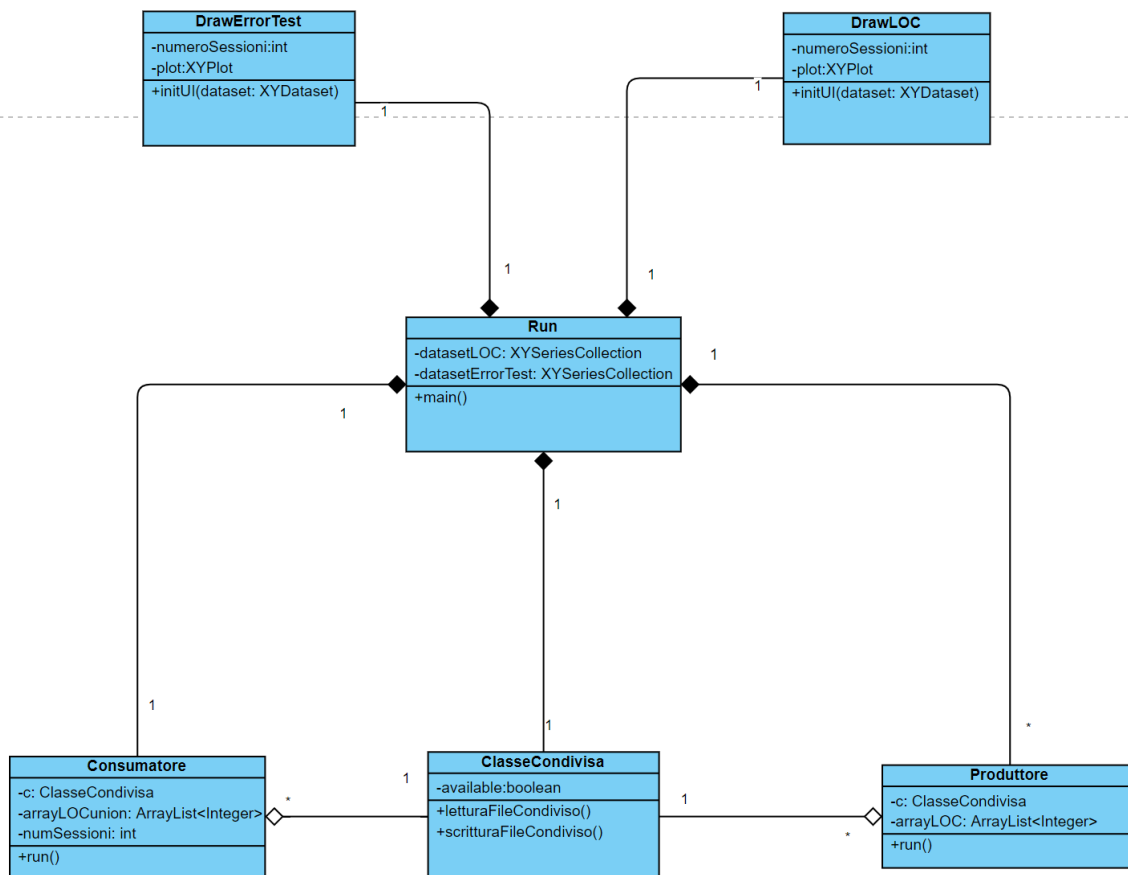 DrawErrorTest
-numeroSessioni:int
-plot:XYPlot
+initUI(dataset: XYDataset)
1
DrawLOC
-numeroSessioni:int
-plot:XYPlot
+initUI(dataset: XYDataset)
1
1
1
Run
-datasetLOC: XYSeriesCollection
-datasetErrorTest: XYSeriesCollection
+main()
1
1
1
1
*
1
Consumatore
-c: ClasseCondivisa
-arrayLOCunion: ArrayList<Integer>
-numSessioni: int
+run()
*
1
ClasseCondivisa
-available:boolean
+letturaFileCondiviso()
+scritturaFileCondiviso()
1
*
Produttore
-c: ClasseCondivisa
-arrayLOC: ArrayList<Integer>
+run()